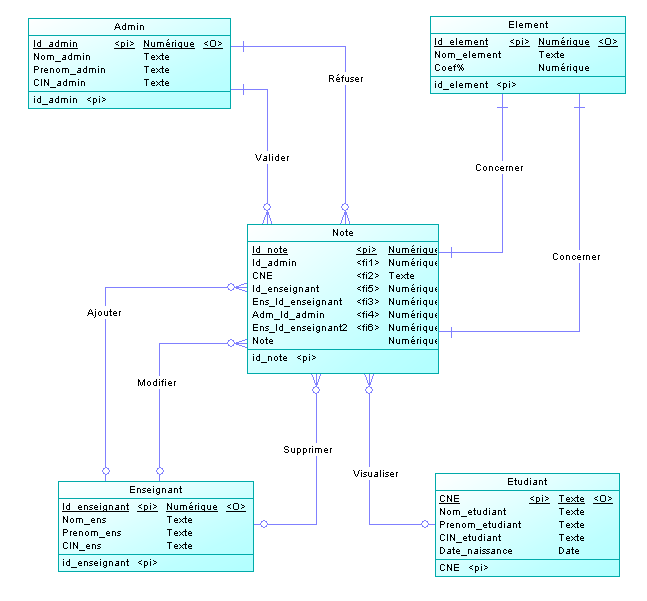 Admin
Id_admin <pi> Numérique <O>
Nom_admin Texte
Prenom_admin Texte
CIN_admin Texte
id_admin <pi>
Element
Id_element <pi> Numérique <O>
Nom_element Texte
Coef% Numérique
id_element <pi>
Réfuser
Valider
Concerner
Concerner
Note
Id_note <pi> Numérique
Id_admin <fi1> Numérique
CNE <fi2> Texte
Id_enseignant <fi5> Numérique
Ens_Id_enseignant <fi3> Numérique
Adm_Id_admin <fi4> Numérique
Ens_Id_enseignant2 <fi6> Numérique
Note Numérique
id_note <pi>
Ajouter
Modifier
Supprimer
Visualiser
Enseignant
Id_enseignant <pi> Numérique <O>
Nom_ens Texte
Prenom_ens Texte
CIN_ens Texte
id_enseignant <pi>
Etudiant
CNE <pi> Texte <O>
Nom_etudiant Texte
Prenom_etudiant Texte
CIN_etudiant Texte
Date_naissance Date
CNE <pi>